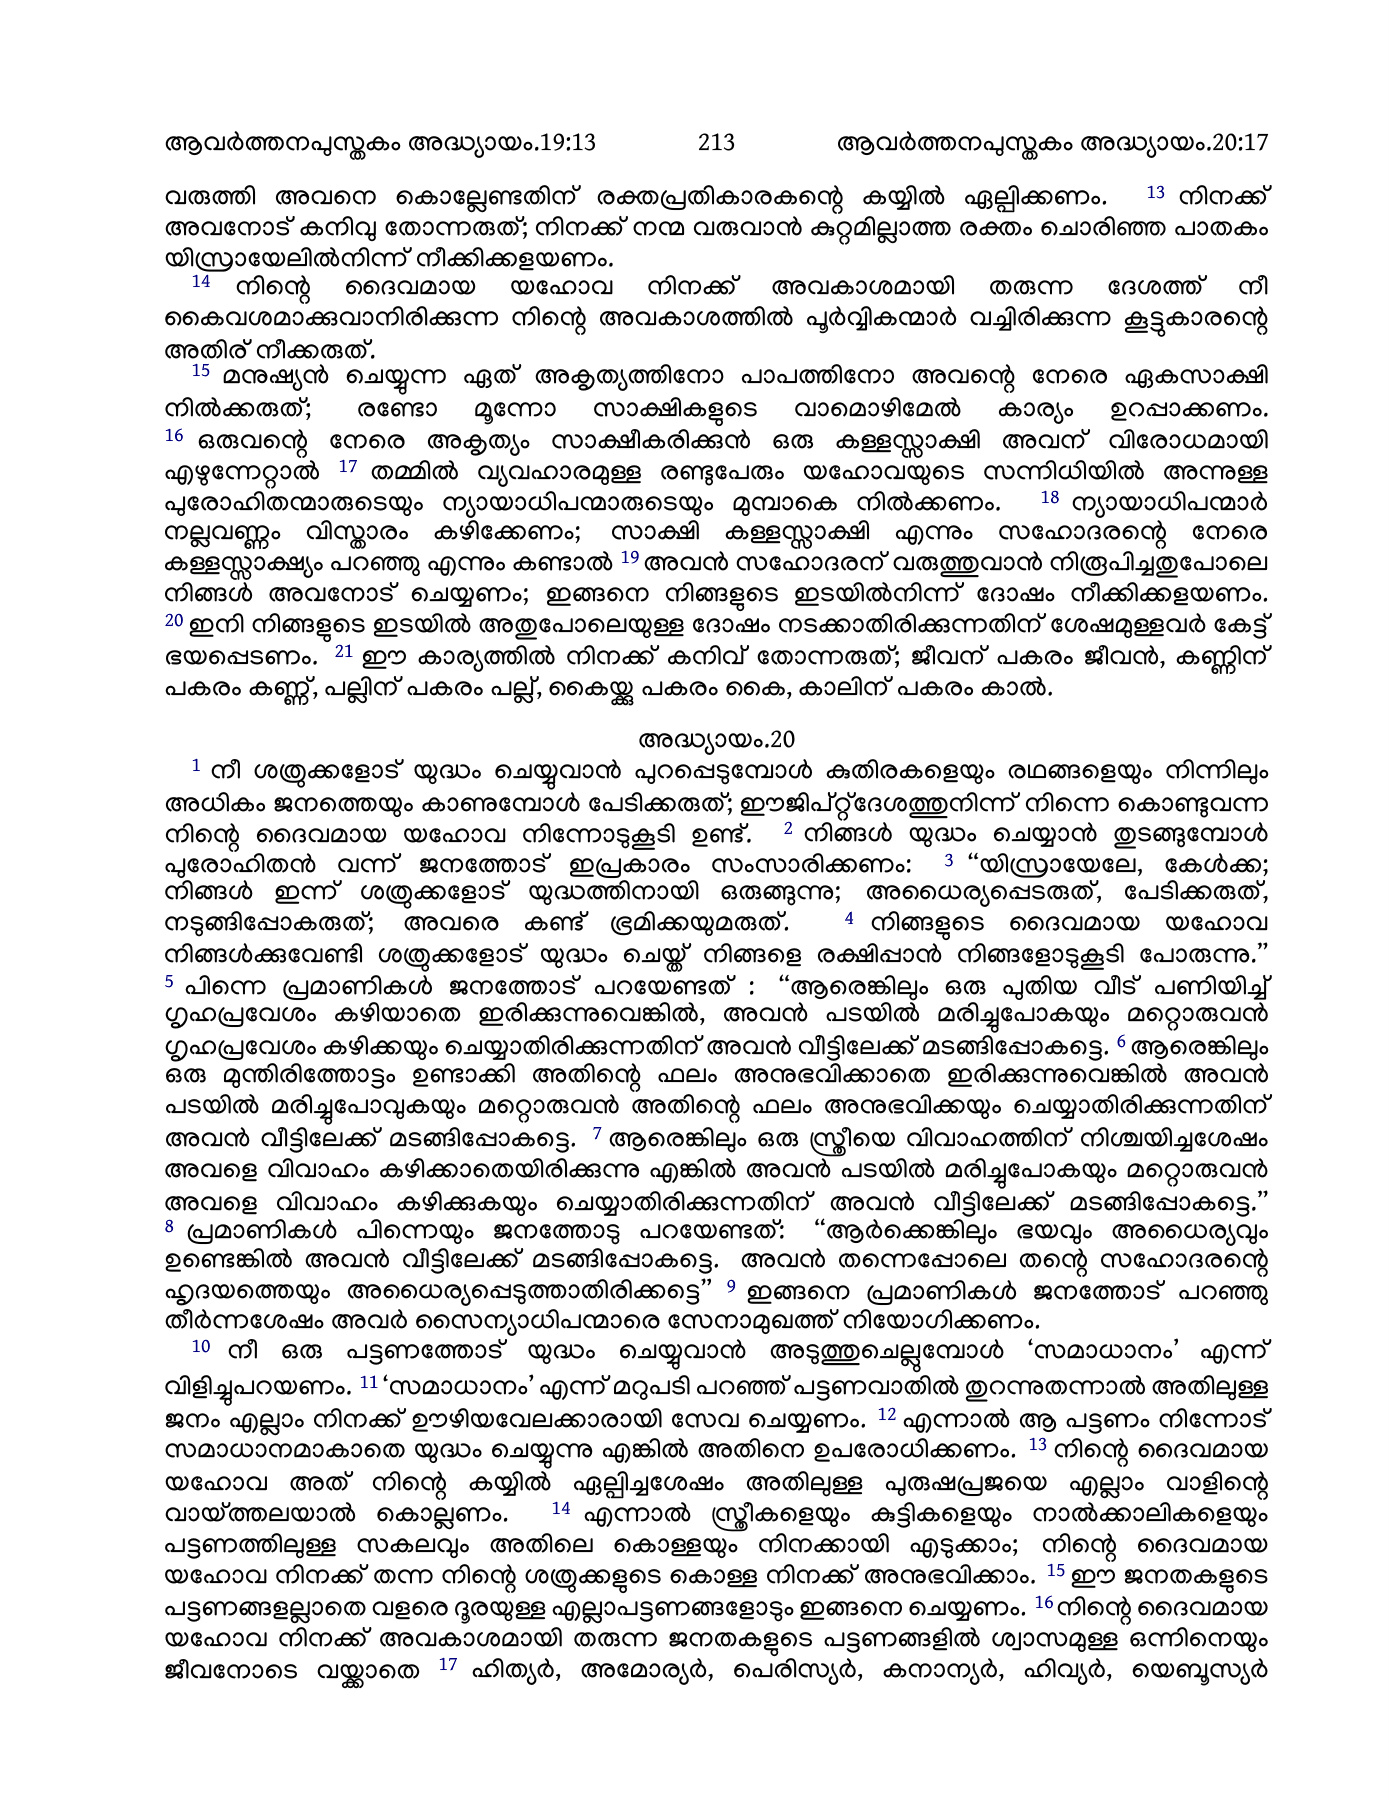 ആവർത്തനപുസ്തകം അദ്ധ്യായം.19:13 213 ആവർത്തനപുസ്തകം അദ്ധ്യായം.20:17
വരുത്തി അവനെ കൊല്ലേണ്ടതിന് രക്തപ്രതികാരകന്റെ കയ്യിൽ ഏല്പിക്കണം. 13 നിനക്ക്
അവനോട് കനിവു തോന്നരുത്; നിനക്ക് നന്മ വരുവാൻ കുറ്റമില്ലാത്ത രക്തം ചൊരിഞ്ഞ പാതകം
യിസ്രായേലിൽനിന്ന് നീക്കിക്കളയണം.
14 നിന്റെ ദൈവമായ യഹോവ നിനക്ക് അവകാശമായി തരുന്ന ദേശത്ത് നീ
കൈവശമാക്കുവാനിരിക്കുന്ന നിന്റെ അവകാശത്തിൽ പൂർവ്വികന്മാർ വച്ചിരിക്കുന്ന കൂട്ടുകാരന്റെ
അതിര് നീക്കരുത്.
15 മനുഷ്യൻ ചെയ്യുന്ന ഏത് അകൃത്യത്തിനോ പാപത്തിനോ അവന്റെ നേരെ ഏകസാക്ഷി
നിൽക്കരുത്; രണ്ടോ മൂന്നോ സാക്ഷികളുടെ വാമൊഴിമേൽ കാര്യം ഉറപ്പാക്കണം.
16 ഒരുവന്റെ നേരെ അകൃത്യം സാക്ഷീകരിക്കുൻ ഒരു കള്ളസ്സാക്ഷി അവന് വിരോധമായി
എഴുന്നേറ്റാൽ 17 തമ്മിൽ വ്യവഹാരമുള്ള രണ്ടുപേരും യഹോവയുടെ സന്നിധിയിൽ അന്നുള്ള
പുരോഹിതന്മാരുടെയും ന്യായാധിപന്മാരുടെയും മുമ്പാകെ നിൽക്കണം. 18 ന്യായാധിപന്മാർ
നല്ലവണ്ണം വിസ്താരം കഴിക്കേണം; സാക്ഷി കള്ളസ്സാക്ഷി എന്നും സഹോദരന്റെ നേരെ
കള്ളസ്സാക്ഷ്യം പറഞ്ഞു എന്നും കണ്ടാൽ 19 അവൻ സഹോദരന് വരുത്തുവാൻ നിരൂപിച്ചതുപോലെ
നിങ്ങൾ അവനോട് ചെയ്യണം; ഇങ്ങനെ നിങ്ങളുടെ ഇടയിൽനിന്ന് ദോഷം നീക്കിക്കളയണം.
20 ഇനി നിങ്ങളുടെ ഇടയിൽ അതുപോലെയുള്ള ദോഷം നടക്കാതിരിക്കുന്നതിന് ശേഷമുള്ളവർ കേട്ട്
ഭയപ്പെടണം. 21 ഈ കാര്യത്തിൽ നിനക്ക് കനിവ് തോന്നരുത്; ജീവന് പകരം ജീവൻ, കണ്ണിന്
പകരം കണ്ണ്, പല്ലിന് പകരം പല്ല്, കൈയ്ക്കു പകരം കൈ, കാലിന് പകരം കാൽ.
അദ്ധ്യായം.20
1 നീ ശത്രുക്കളോട് യുദ്ധം ചെയ്യുവാൻ പുറപ്പെടുമ്പോൾ കുതിരകളെയും രഥങ്ങളെയും നിന്നിലും
അധികം ജനത്തെയും കാണുമ്പോൾ പേടിക്കരുത്; ഈജിപ്റ്റ്ദേശത്തുനിന്ന് നിന്നെ കൊണ്ടുവന്ന
നിന്റെ ദൈവമായ യഹോവ നിന്നോടുകൂടി ഉണ്ട്. 2 നിങ്ങൾ യുദ്ധം ചെയ്യാൻ തുടങ്ങുമ്പോൾ
പുരോഹിതൻ വന്ന് ജനത്തോട് ഇപ്രകാരം സംസാരിക്കണം: 3 “യിസ്രായേലേ, കേൾക്ക;
നിങ്ങൾ ഇന്ന് ശത്രുക്കളോട് യുദ്ധത്തിനായി ഒരുങ്ങുന്നു; അധൈര്യപ്പെടരുത്, പേടിക്കരുത്,
നടുങ്ങിപ്പോകരുത്; അവരെ കണ്ട് ഭ്രമിക്കയുമരുത്. 4 നിങ്ങളുടെ ദൈവമായ യഹോവ
നിങ്ങൾക്കുവേണ്ടി ശത്രുക്കളോട് യുദ്ധം ചെയ്ത് നിങ്ങളെ രക്ഷിപ്പാൻ നിങ്ങളോടുകൂടി പോരുന്നു.”
5 പിന്നെ പ്രമാണികൾ ജനത്തോട് പറയേണ്ടത് : “ആരെങ്കിലും ഒരു പുതിയ വീട് പണിയിച്ച്
ഗൃഹപ്രവേശം കഴിയാതെ ഇരിക്കുന്നുവെങ്കിൽ, അവൻ പടയിൽ മരിച്ചുപോകയും മറ്റൊരുവൻ
ഗൃഹപ്രവേശം കഴിക്കയും ചെയ്യാതിരിക്കുന്നതിന് അവൻ വീട്ടിലേക്ക് മടങ്ങിപ്പോകട്ടെ. 6 ആരെങ്കിലും
ഒരു മുന്തിരിത്തോട്ടം ഉണ്ടാക്കി അതിന്റെ ഫലം അനുഭവിക്കാതെ ഇരിക്കുന്നുവെങ്കിൽ അവൻ
പടയിൽ മരിച്ചുപോവുകയും മറ്റൊരുവൻ അതിന്റെ ഫലം അനുഭവിക്കയും ചെയ്യാതിരിക്കുന്നതിന്
അവൻ വീട്ടിലേക്ക് മടങ്ങിപ്പോകട്ടെ. 7 ആരെങ്കിലും ഒരു സ്ത്രീയെ വിവാഹത്തിന് നിശ്ചയിച്ചശേഷം
അവളെ വിവാഹം കഴിക്കാതെയിരിക്കുന്നു എങ്കിൽ അവൻ പടയിൽ മരിച്ചുപോകയും മറ്റൊരുവൻ
അവളെ വിവാഹം കഴിക്കുകയും ചെയ്യാതിരിക്കുന്നതിന് അവൻ വീട്ടിലേക്ക് മടങ്ങിപ്പോകട്ടെ.”
8 പ്രമാണികൾ പിന്നെയും ജനത്തോടു പറയേണ്ടത്: “ആർക്കെങ്കിലും ഭയവും അധൈര്യവും
ഉണ്ടെങ്കിൽ അവൻ വീട്ടിലേക്ക് മടങ്ങിപ്പോകട്ടെ. അവൻ തന്നെപ്പോലെ തന്റെ സഹോദരന്റെ
ഹൃദയത്തെയും അധൈര്യപ്പെടുത്താതിരിക്കട്ടെ” 9 ഇങ്ങനെ പ്രമാണികൾ ജനത്തോട് പറഞ്ഞു
തീർന്നശേഷം അവർ സൈന്യാധിപന്മാരെ സേനാമുഖത്ത് നിയോഗിക്കണം.
10 നീ ഒരു പട്ടണത്തോട് യുദ്ധം ചെയ്യുവാൻ അടുത്തുചെല്ലുമ്പോൾ ‘സമാധാനം’ എന്ന്
വിളിച്ചുപറയണം. 11 ‘സമാധാനം’ എന്ന് മറുപടി പറഞ്ഞ് പട്ടണവാതിൽ തുറന്നുതന്നാൽ അതിലുള്ള
ജനം എല്ലാം നിനക്ക് ഊഴിയവേലക്കാരായി സേവ ചെയ്യണം. 12 എന്നാൽ ആ പട്ടണം നിന്നോട്
സമാധാനമാകാതെ യുദ്ധം ചെയ്യുന്നു എങ്കിൽ അതിനെ ഉപരോധിക്കണം. 13 നിന്റെ ദൈവമായ
യഹോവ അത് നിന്റെ കയ്യിൽ ഏല്പിച്ചശേഷം അതിലുള്ള പുരുഷപ്രജയെ എല്ലാം വാളിന്റെ
വായ്ത്തലയാൽ കൊല്ലണം. 14 എന്നാൽ സ്ത്രീകളെയും കുട്ടികളെയും നാൽക്കാലികളെയും
പട്ടണത്തിലുള്ള സകലവും അതിലെ കൊള്ളയും നിനക്കായി എടുക്കാം; നിന്റെ ദൈവമായ
യഹോവ നിനക്ക് തന്ന നിന്റെ ശത്രുക്കളുടെ കൊള്ള നിനക്ക് അനുഭവിക്കാം. 15 ഈ ജനതകളുടെ
പട്ടണങ്ങളല്ലാതെ വളരെ ദൂരയുള്ള എല്ലാപട്ടണങ്ങളോടും ഇങ്ങനെ ചെയ്യണം. 16 നിന്റെ ദൈവമായ
യഹോവ നിനക്ക് അവകാശമായി തരുന്ന ജനതകളുടെ പട്ടണങ്ങളിൽ ശ്വാസമുള്ള ഒന്നിനെയും
ജീവനോടെ വയ്ക്കാതെ 17 ഹിത്യർ, അമോര്യർ, പെരിസ്യർ, കനാന്യർ, ഹിവ്യർ, യെബൂസ്യർ